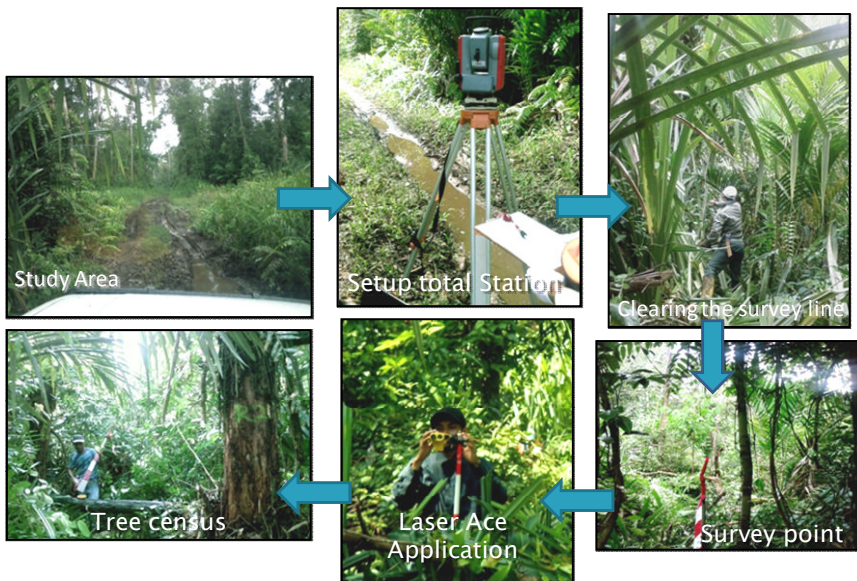 Study Area
Setup total Station
Clearing the survey line
Survey point
Laser Ace
Application
Tree census